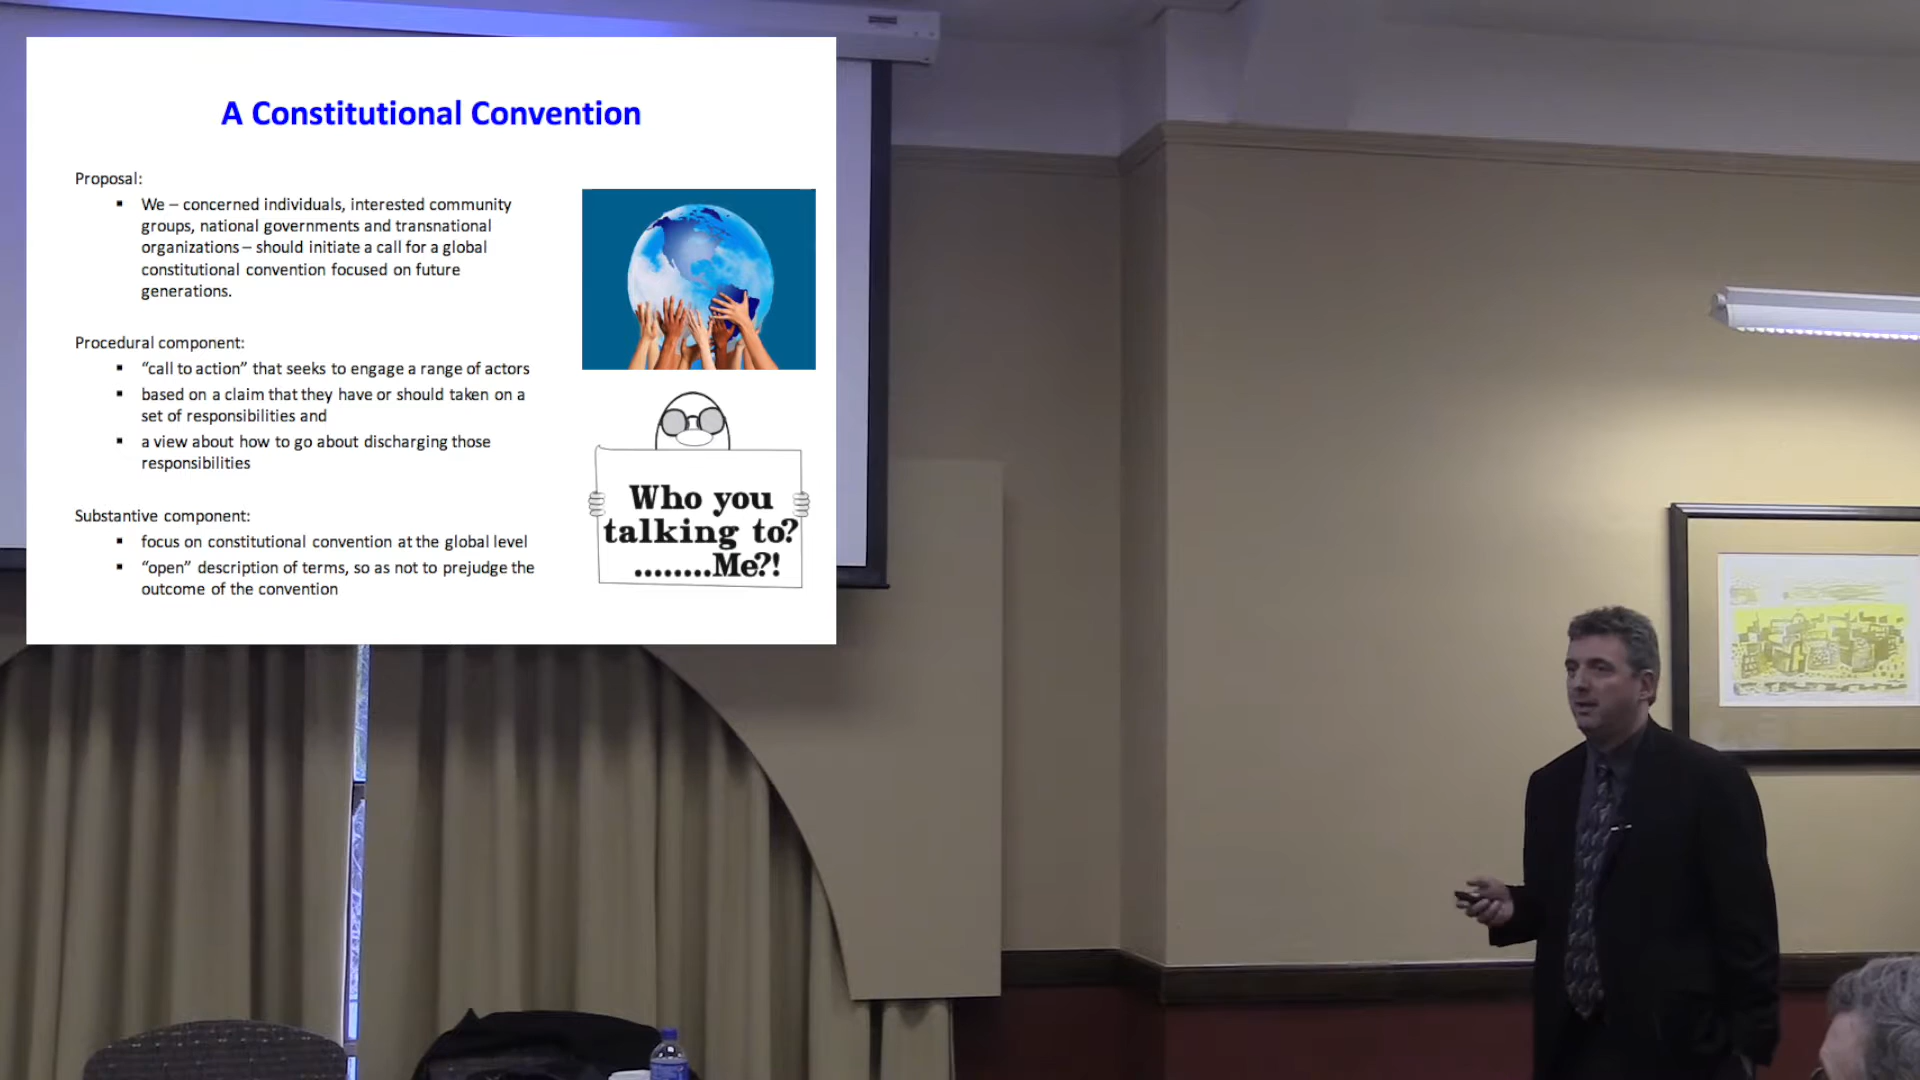 A Constitutional Convention
Proposal:
▪ We – concerned individuals, interested community
groups, national governments and transnational
organizations – should initiate a call for a global
constitutional convention focused on future
generations.
Procedural component:
▪ “call to action” that seeks to engage a range of actors
▪ based on a claim that they have or should taken on a
set of responsibilities and
▪ a view about how to go about discharging those
responsibilities
Substantive component:
▪ focus on constitutional convention at the global level
▪ “open” description of terms, so as not to prejudge the
outcome of the convention
Who you
talking to?
........Me?!